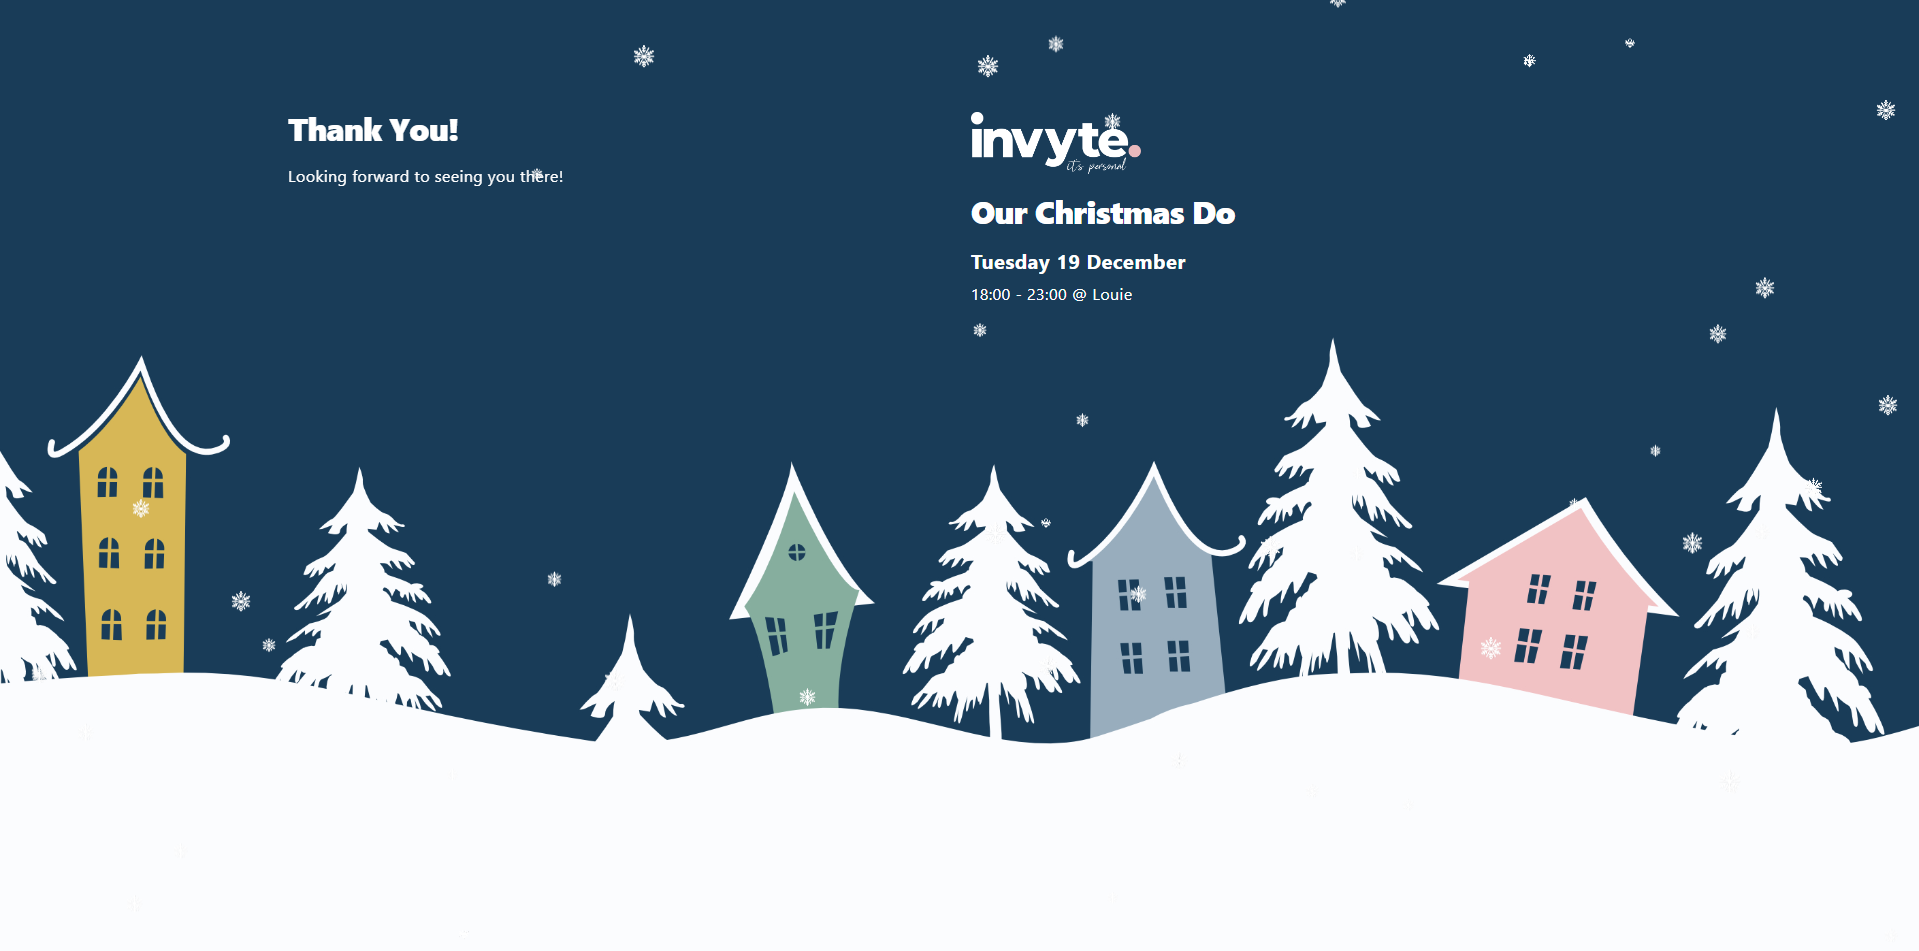 Thank You!
Looking forward to seeing you there!
invyte.
it's personal
Our Christmas Do
Tuesday 19 December
18:00 - 23:00 @ Louie